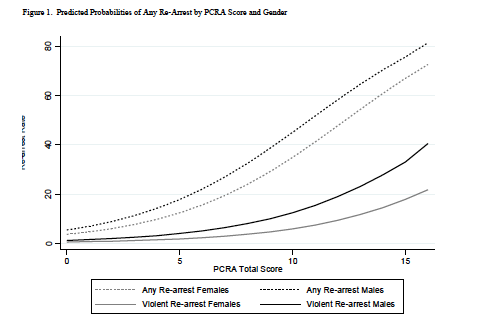 Figure 1. Predicted Probabilities of Any Re-Arrest by PCRA Score and Gender
80
60
40
20
0
0 5 10 15
PCRA Total Score
Any Re-arrest Females Any Re-arrest Males
Violent Re-arrest Females Violent Re-arrest Males